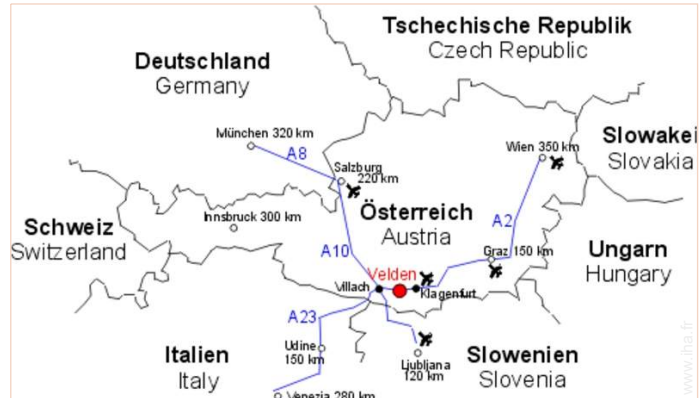 Tschechische Republik
Czech Republic
Deutschland
Germany
München 320 km
A8
Wien 350 km
Slowakei
Slovakia
Salzburg
220 km
Innsbruck 300 km
Österreich
Austria
A2
Schweiz
Switzerland
A10
Graz 150 km
Ungarn
Hungary
Velden
Villach
Klagenfurt
A23
Udine
150 km
Italien
Italy
Ljubljana
120 km
Slowenien
Slovenia
Venezia 280 km
www.iha.fr